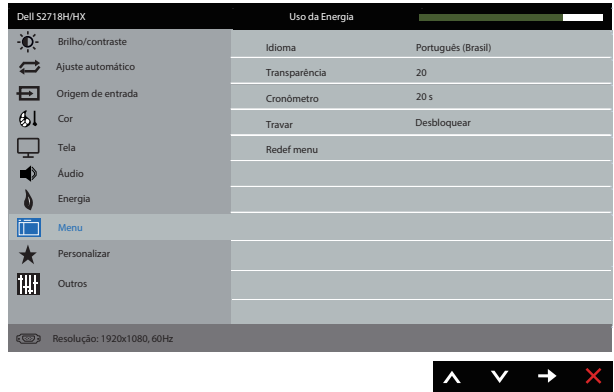 Dell S2718H/HX Uso da Energia
Brilho/contraste
Ajuste automático
Origem de entrada
Cor
Tela
Áudio
Energia
Menu
Personalizar
Outros
Idioma Português (Brasil)
Transparência 20
Cronômetro 20 s
Travar Desbloquear
Redef menu
Resolução: 1920x1080, 60Hz